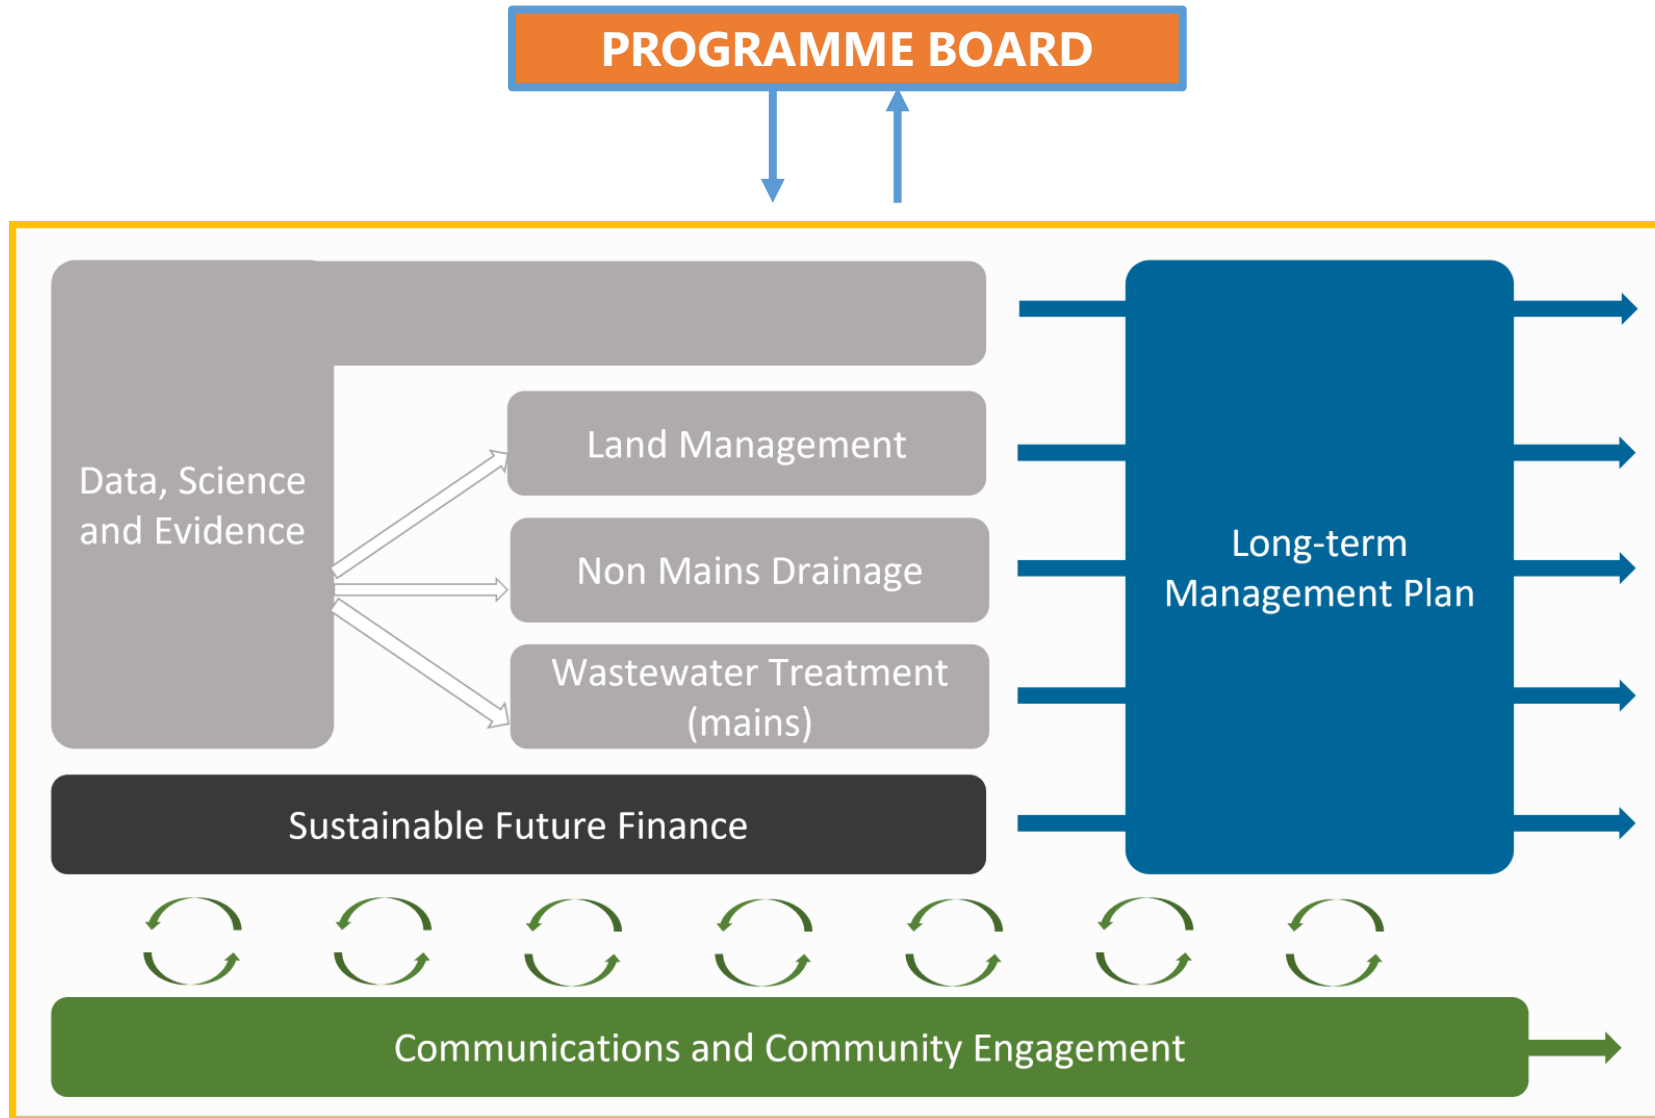 PROGRAMME BOARD
Data, Science
and Evidence
Land Management
Non Mains Drainage
Wastewater Treatment
(mains)
Long-term
Management Plan
Sustainable Future Finance
Communications and Community Engagement